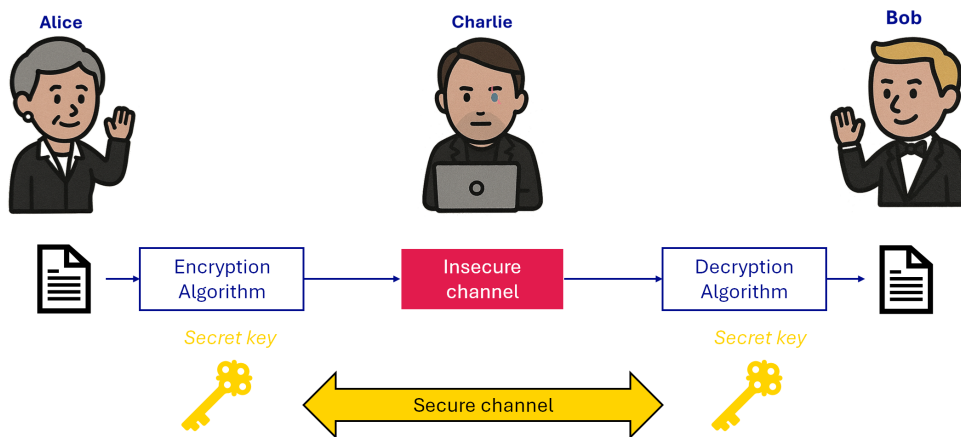 Alice
Charlie
Bob
Encryption
Algorithm
Insecure
channel
Decryption
Algorithm
Secret key
Secret key
Secure channel